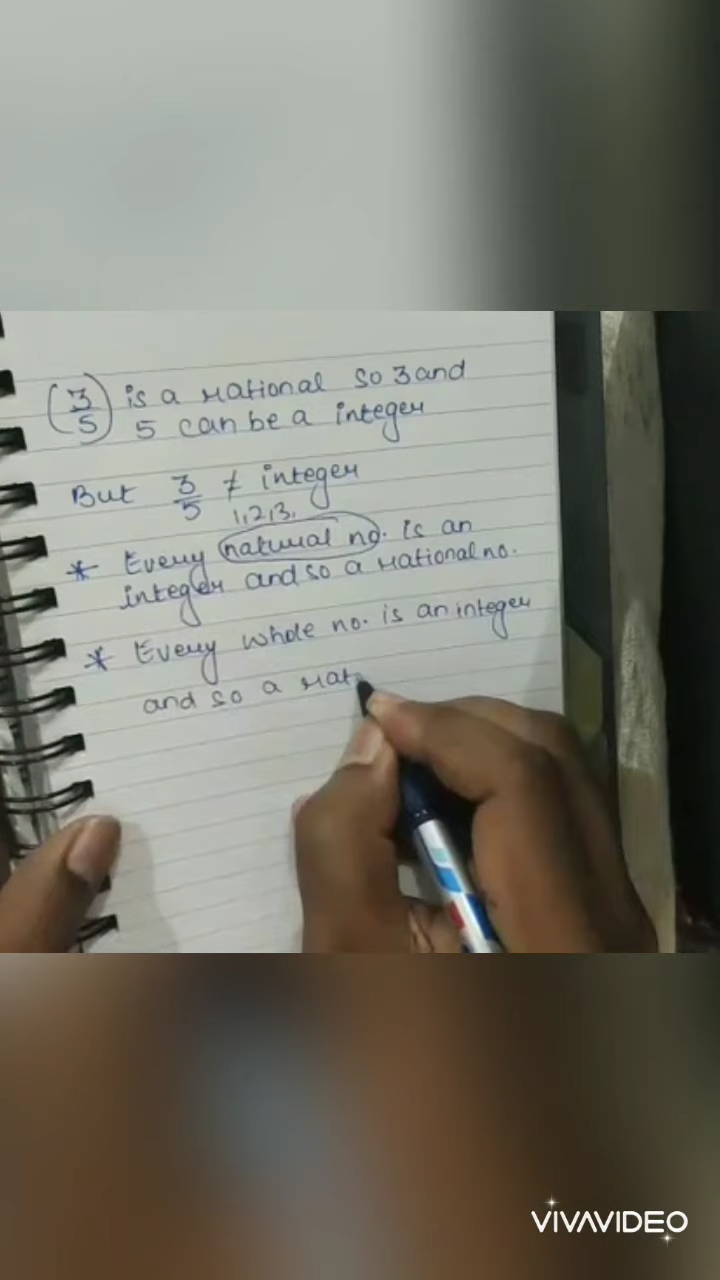 (3/5) is a rational so 3 and
5 can be a integer
But 3/5 ≠ integer
1,2,3,
* Every natural no. is an
integer and so a rational no.
* Every whole no. is an integer
and so a rat
VIVAVIDEO